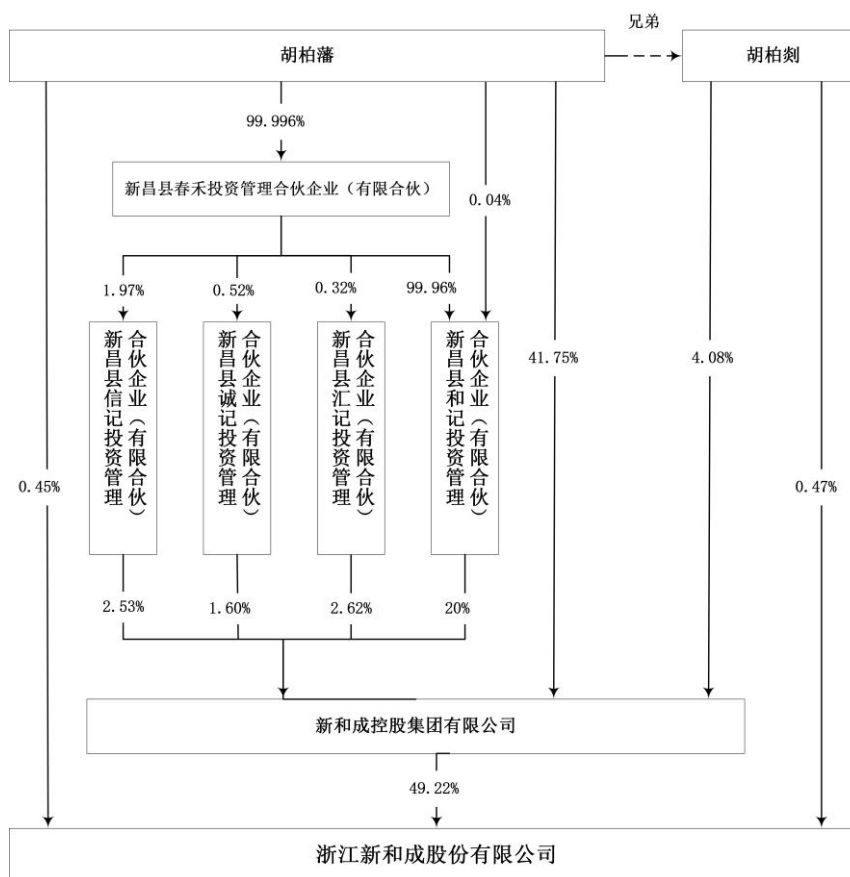 兄弟
胡柏藩
胡柏剡
99.996%
新昌县春禾投资管理合伙企业（有限合伙）
0.04%
1.97%
0.52%
0.32%
99.96%
新昌县信记投资管理
合伙企业（有限合伙）
新昌县诚记投资管理
合伙企业（有限合伙）
新昌县汇记投资管理
合伙企业（有限合伙）
新昌县和记投资管理
合伙企业（有限合伙）
41.75%
4.08%
0.45%
0.47%
2.53%
1.60%
2.62%
20%
新和成控股集团有限公司
49.22%
浙江新和成股份有限公司